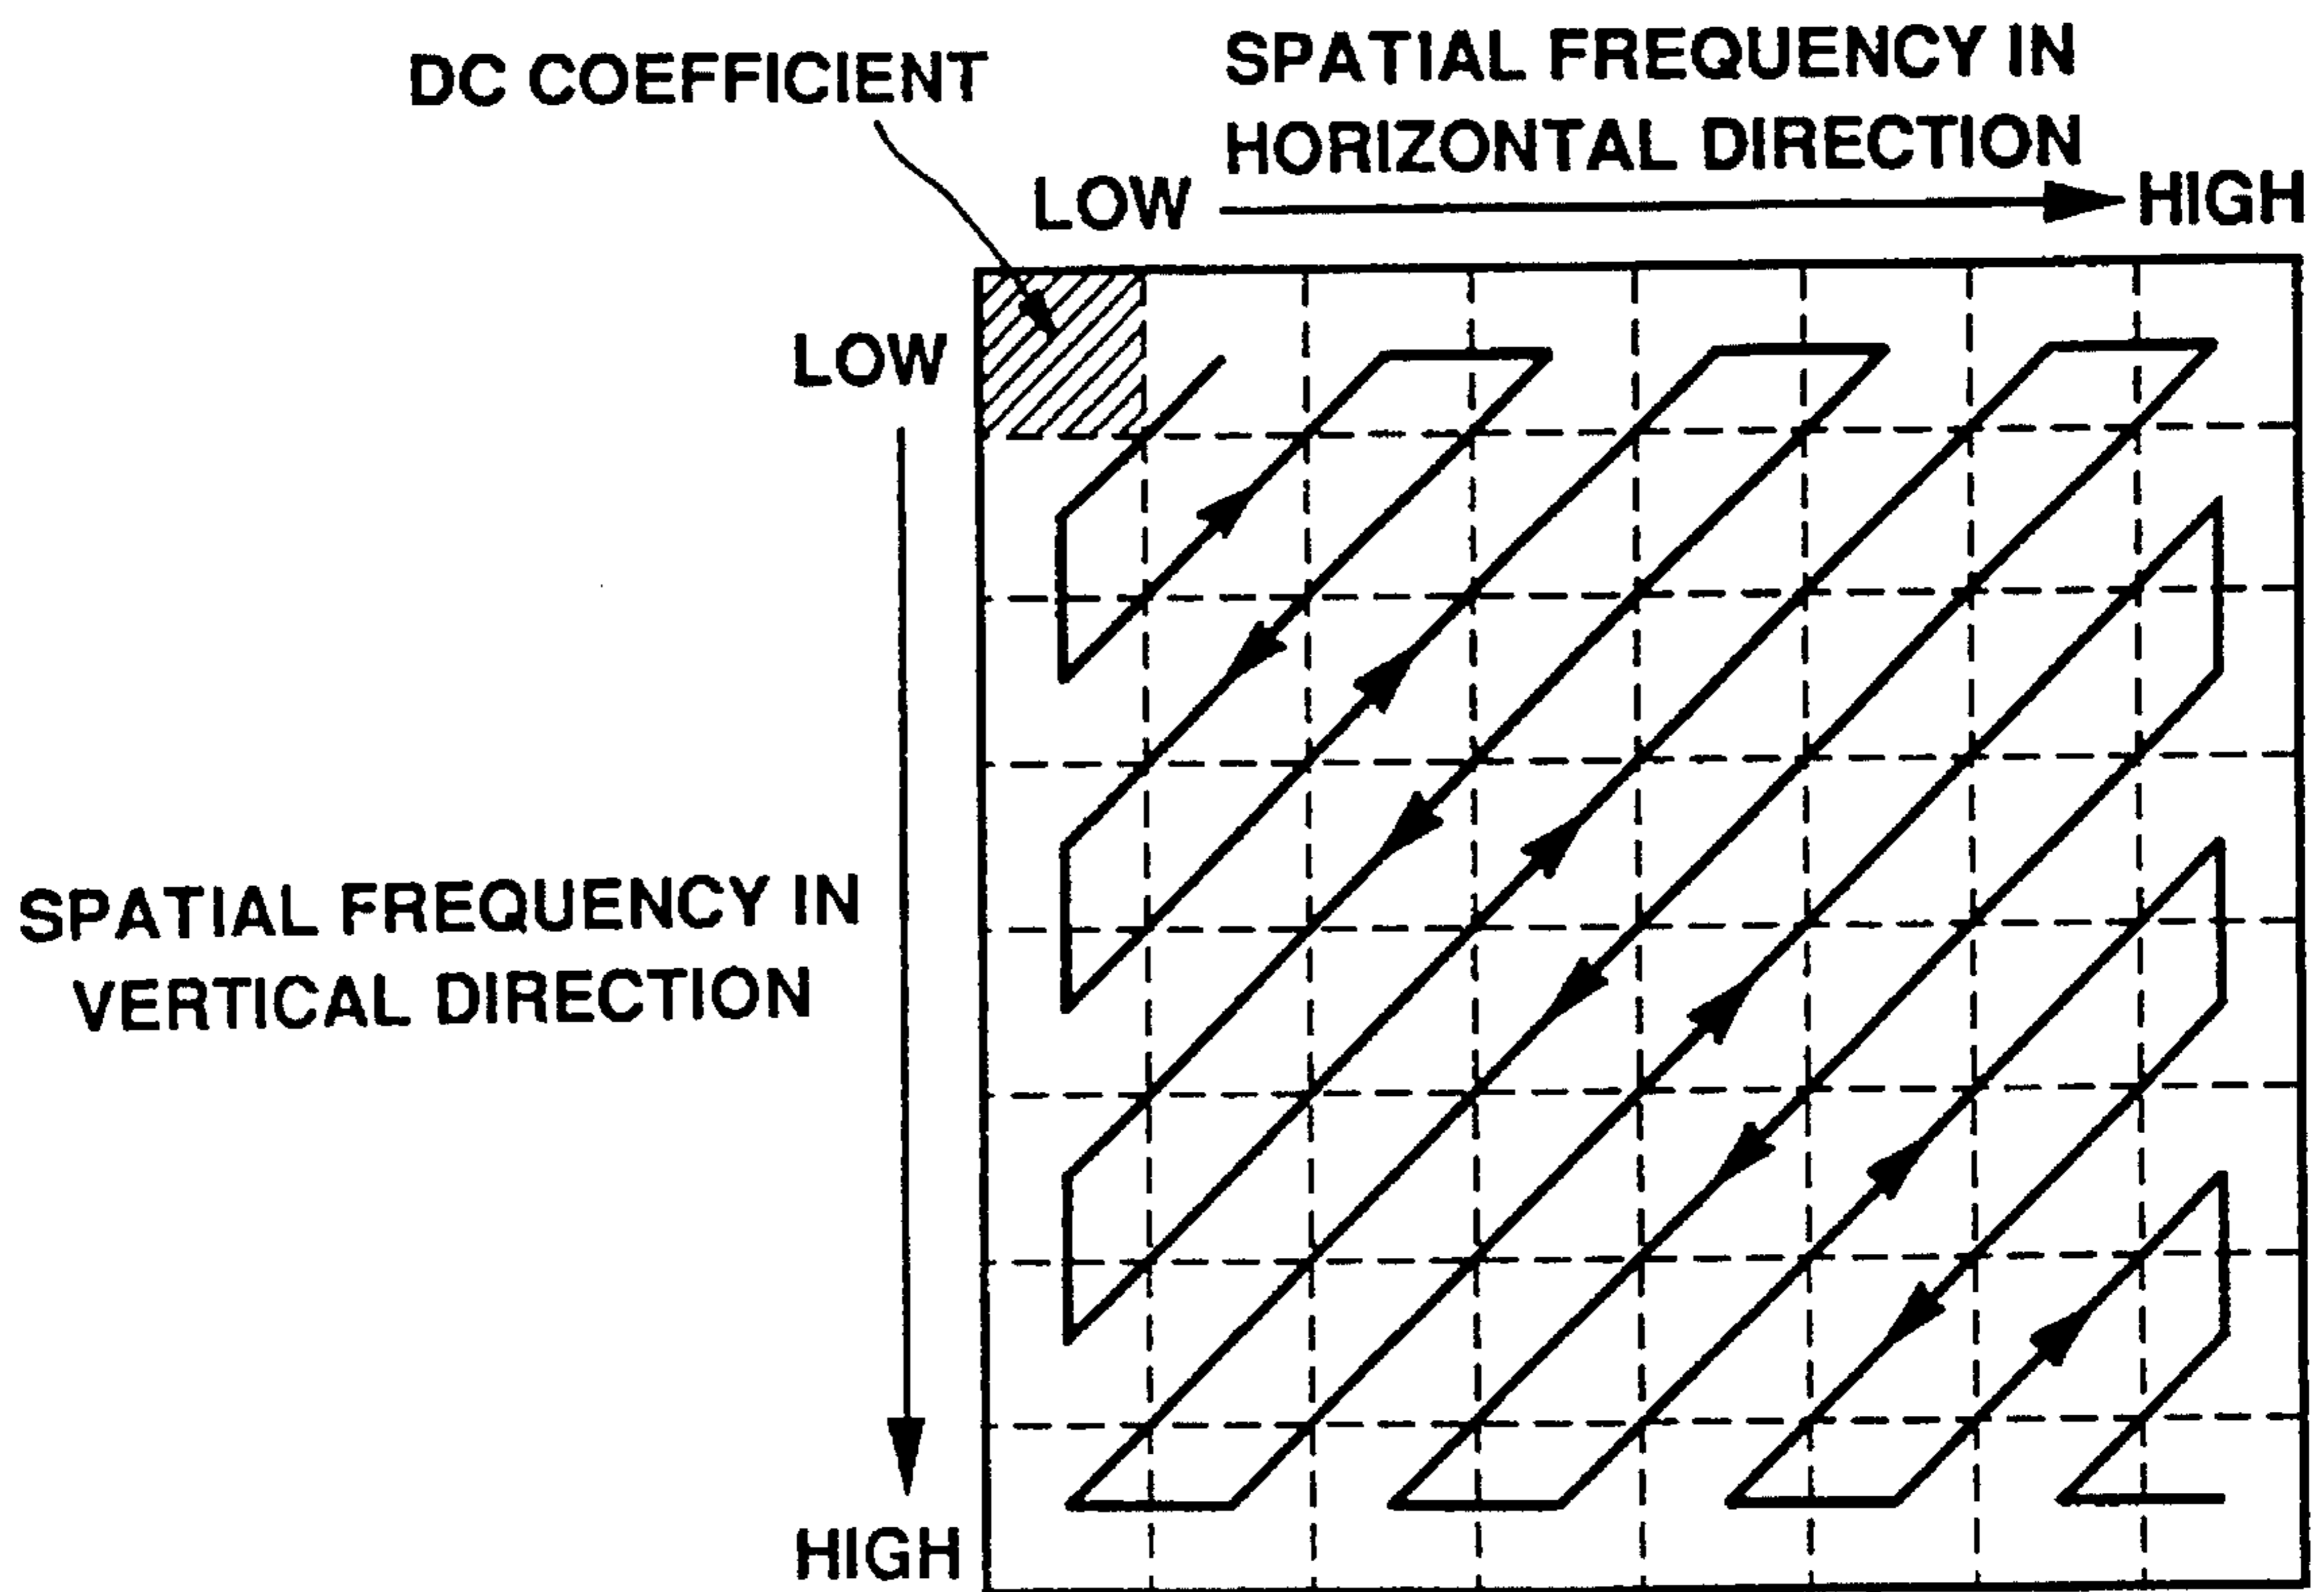 DC COEFFICIENT
SPATIAL FREQUENCY IN
HORIZONTAL DIRECTION
LOW
HIGH
LOW
SPATIAL FREQUENCY IN
VERTICAL DIRECTION
HIGH